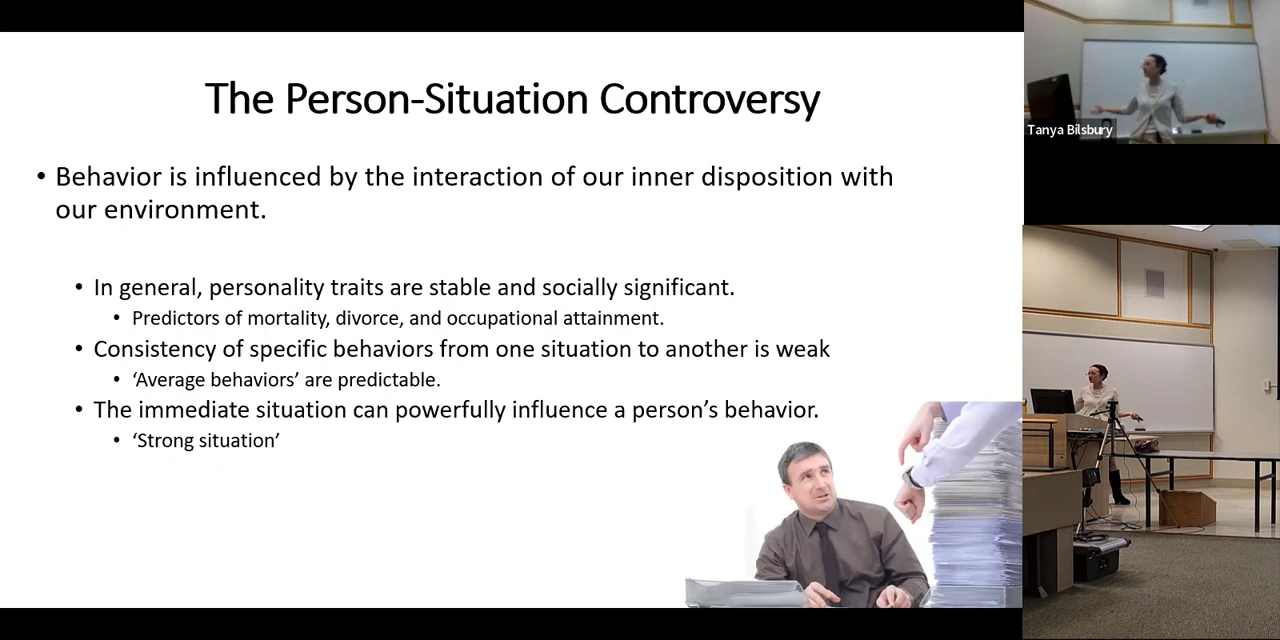 The Person-Situation Controversy
• Behavior is influenced by the interaction of our inner disposition with
our environment.
• In general, personality traits are stable and socially significant.
• Predictors of mortality, divorce, and occupational attainment.
• Consistency of specific behaviors from one situation to another is weak
• ‘Average behaviors’ are predictable.
• The immediate situation can powerfully influence a person’s behavior.
• ‘Strong situation’
Tanya Bilsbury